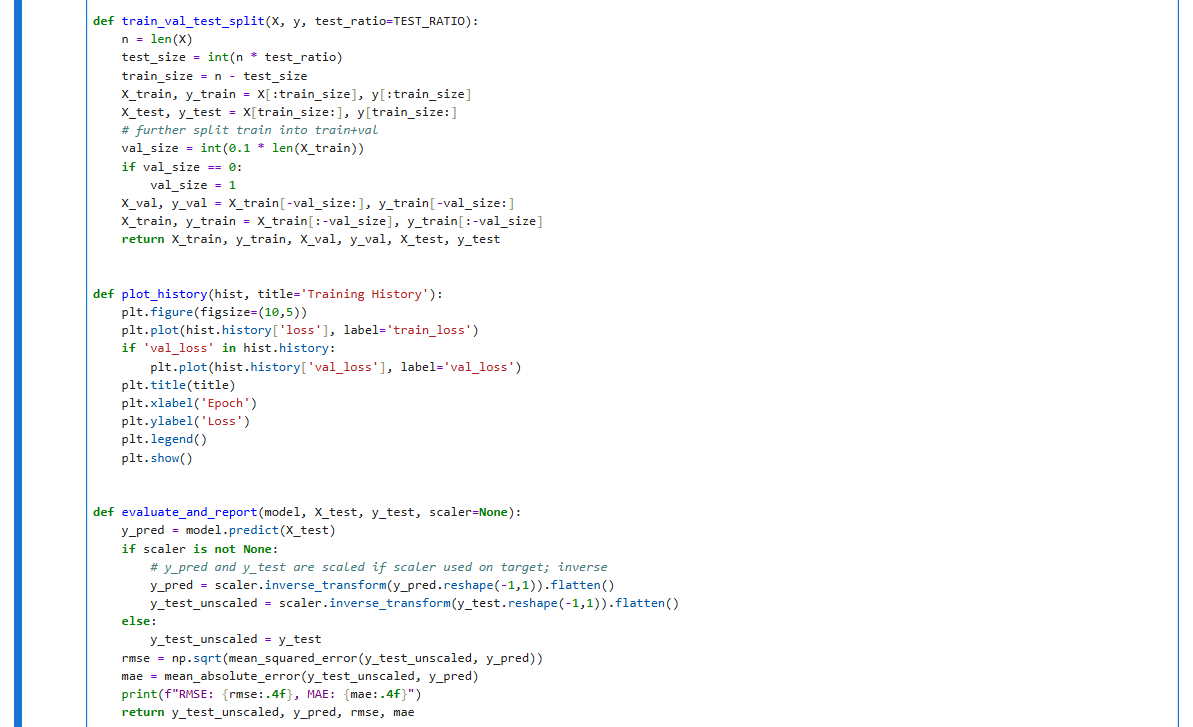 def train_val_test_split(X, y, test_ratio=TEST_RATIO):
    n = len(X)
    test_size = int(n * test_ratio)
    train_size = n - test_size
    X_train, y_train = X[:train_size], y[:train_size]
    X_test, y_test = X[train_size:], y[train_size:]
    # further split train into train+val
    val_size = int(0.1 * len(X_train))
    if val_size == 0:
        val_size = 1
    X_val, y_val = X_train[-val_size:], y_train[-val_size:]
    X_train, y_train = X_train[:-val_size], y_train[:-val_size]
    return X_train, y_train, X_val, y_val, X_test, y_test
def plot_history(hist, title='Training History'):
    plt.figure(figsize=(10,5))
    plt.plot(hist.history['loss'], label='train_loss')
    if 'val_loss' in hist.history:
        plt.plot(hist.history['val_loss'], label='val_loss')
    plt.title(title)
    plt.xlabel('Epoch')
    plt.ylabel('Loss')
    plt.legend()
    plt.show()
def evaluate_and_report(model, X_test, y_test, scaler=None):
    y_pred = model.predict(X_test)
    if scaler is not None:
        # y_pred and y_test are scaled if scaler used on target; inverse
        y_pred = scaler.inverse_transform(y_pred.reshape(-1,1)).flatten()
        y_test_unscaled = scaler.inverse_transform(y_test.reshape(-1,1)).flatten()
    else:
        y_test_unscaled = y_test
    rmse = np.sqrt(mean_squared_error(y_test_unscaled, y_pred))
    mae = mean_absolute_error(y_test_unscaled, y_pred)
    print(f"RMSE: {rmse:.4f}, MAE: {mae:.4f}")
    return y_test_unscaled, y_pred, rmse, mae